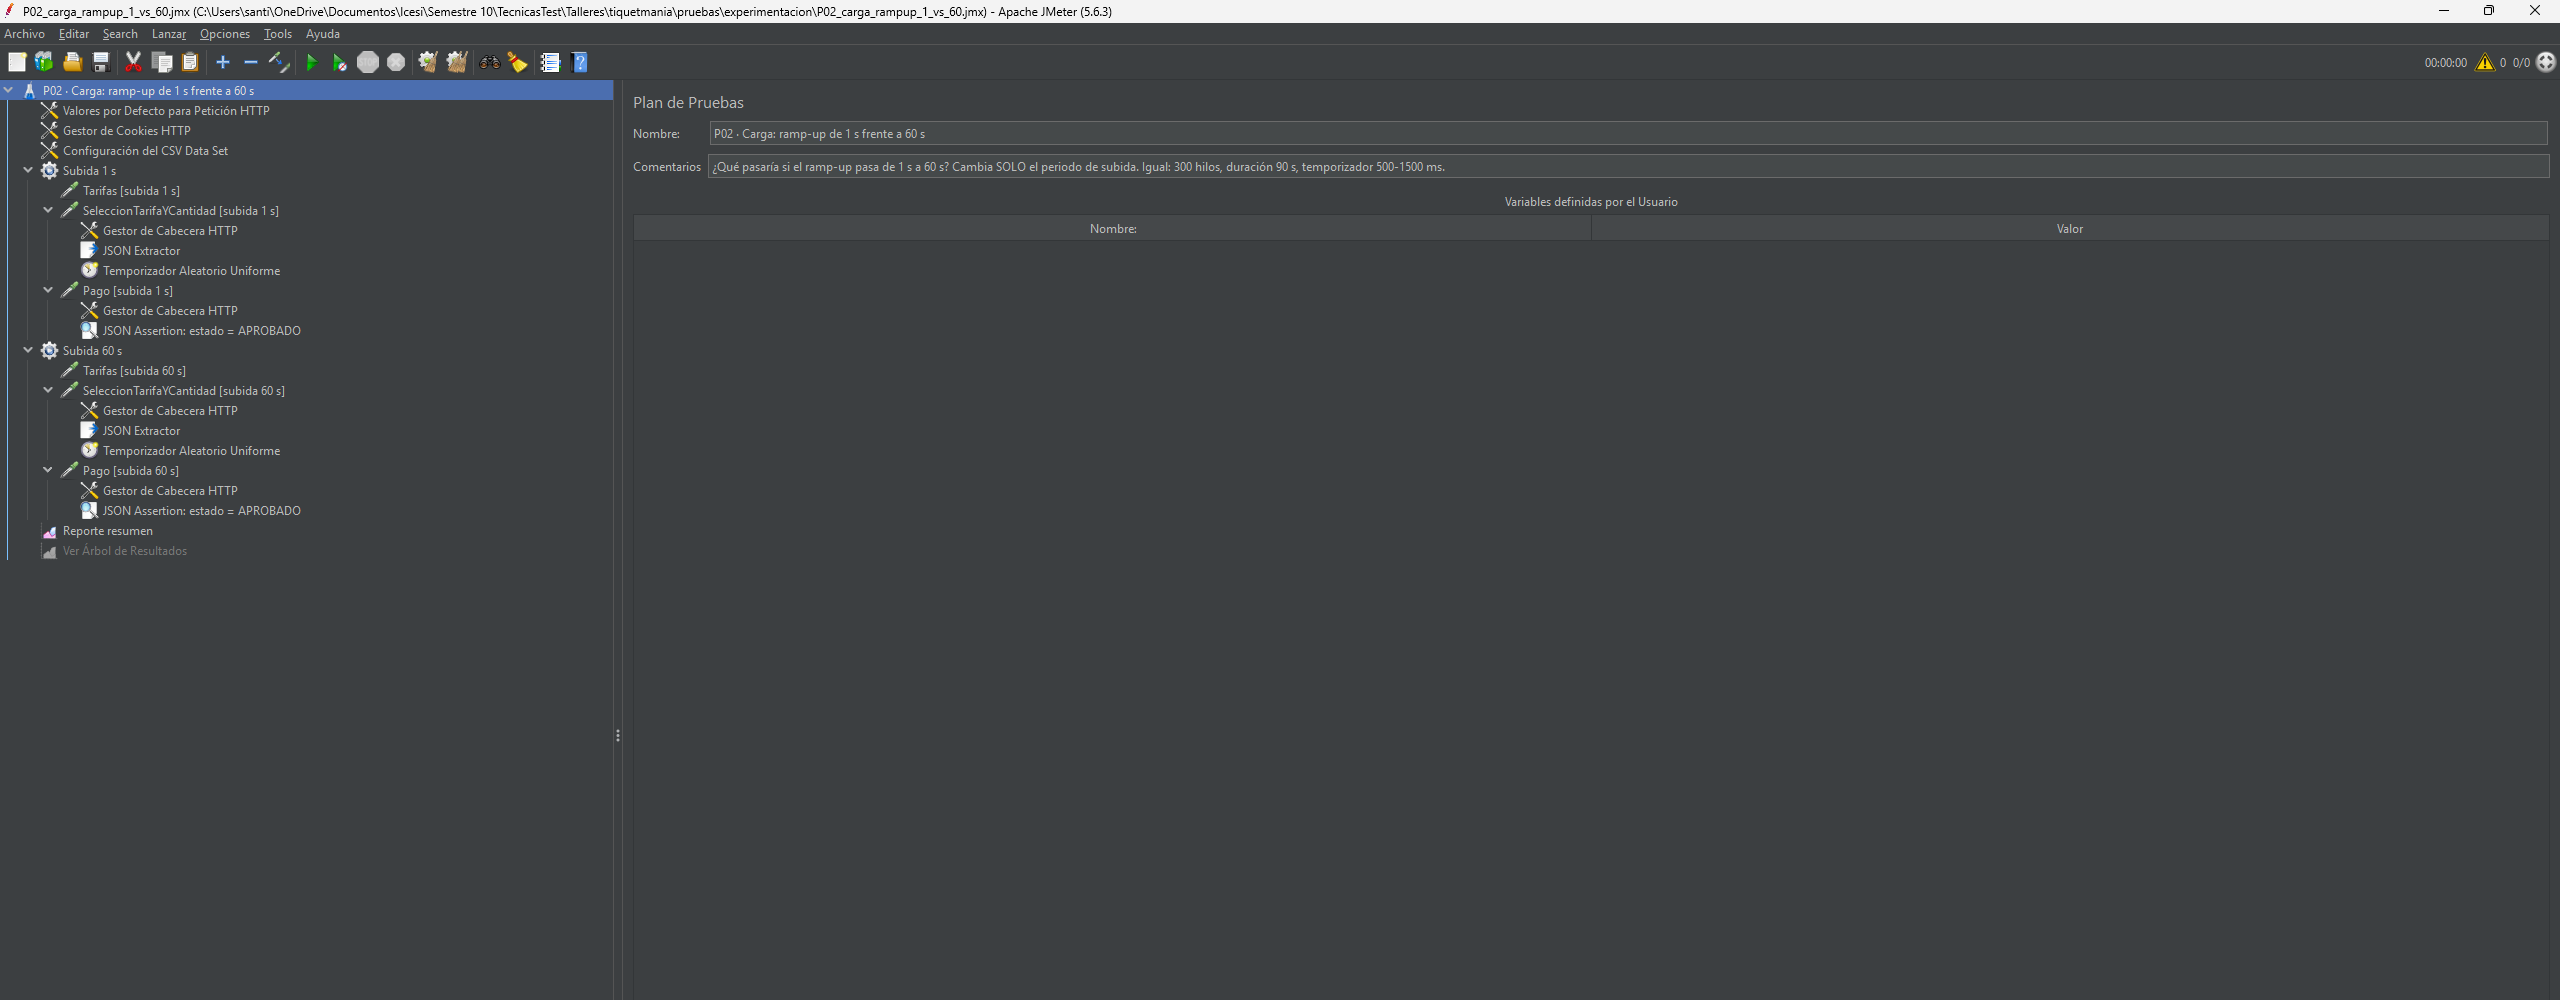 P02_carga_rampup_1_vs_60.jmx (C:\Users\santi\OneDrive\Documentos\Icesi\Semestre 10\TecnicasTest\Talleres\tiquetmania\pruebas\experimentacion\P02_carga_rampup_1_vs_60.jmx) - Apache JMeter (5.6.3)
Archivo Editar Search Lanzar Opciones Tools Ayuda
STOP
00:00:00 0 0/0
P02 · Carga: ramp-up de 1 s frente a 60 s
Valores por Defecto para Petición HTTP
Gestor de Cookies HTTP
Configuración del CSV Data Set
Subida 1 s
Tarifas [subida 1 s]
SeleccionTarifaYCantidad [subida 1 s]
Gestor de Cabecera HTTP
JSON Extractor
Temporizador Aleatorio Uniforme
Pago [subida 1 s]
Gestor de Cabecera HTTP
JSON Assertion: estado = APROBADO
Subida 60 s
Tarifas [subida 60 s]
SeleccionTarifaYCantidad [subida 60 s]
Gestor de Cabecera HTTP
JSON Extractor
Temporizador Aleatorio Uniforme
Pago [subida 60 s]
Gestor de Cabecera HTTP
JSON Assertion: estado = APROBADO
Reporte resumen
Ver Árbol de Resultados
Plan de Pruebas
Nombre: P02 · Carga: ramp-up de 1 s frente a 60 s
Comentarios ¿Qué pasaría si el ramp-up pasa de 1 s a 60 s? Cambia SOLO el periodo de subida. Igual: 300 hilos, duración 90 s, temporizador 500-1500 ms.
Variables definidas por el Usuario
Nombre: Valor